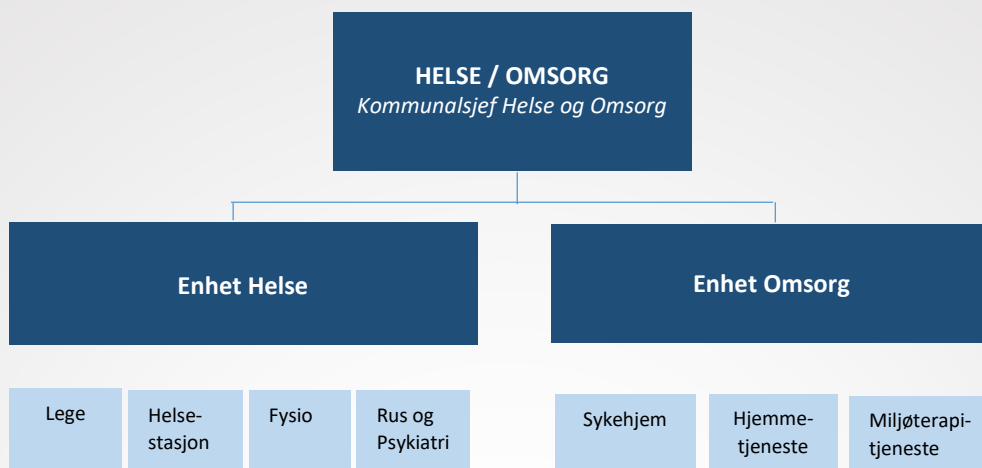 HELSE / OMSORG
Kommunalsjef Helse og Omsorg
Enhet Helse
Enhet Omsorg
Lege
Helse-
stasjon
Fysio
Rus og
Psykiatri
Sykehjem
Hjemme-
tjeneste
Miljøterapi-
tjeneste